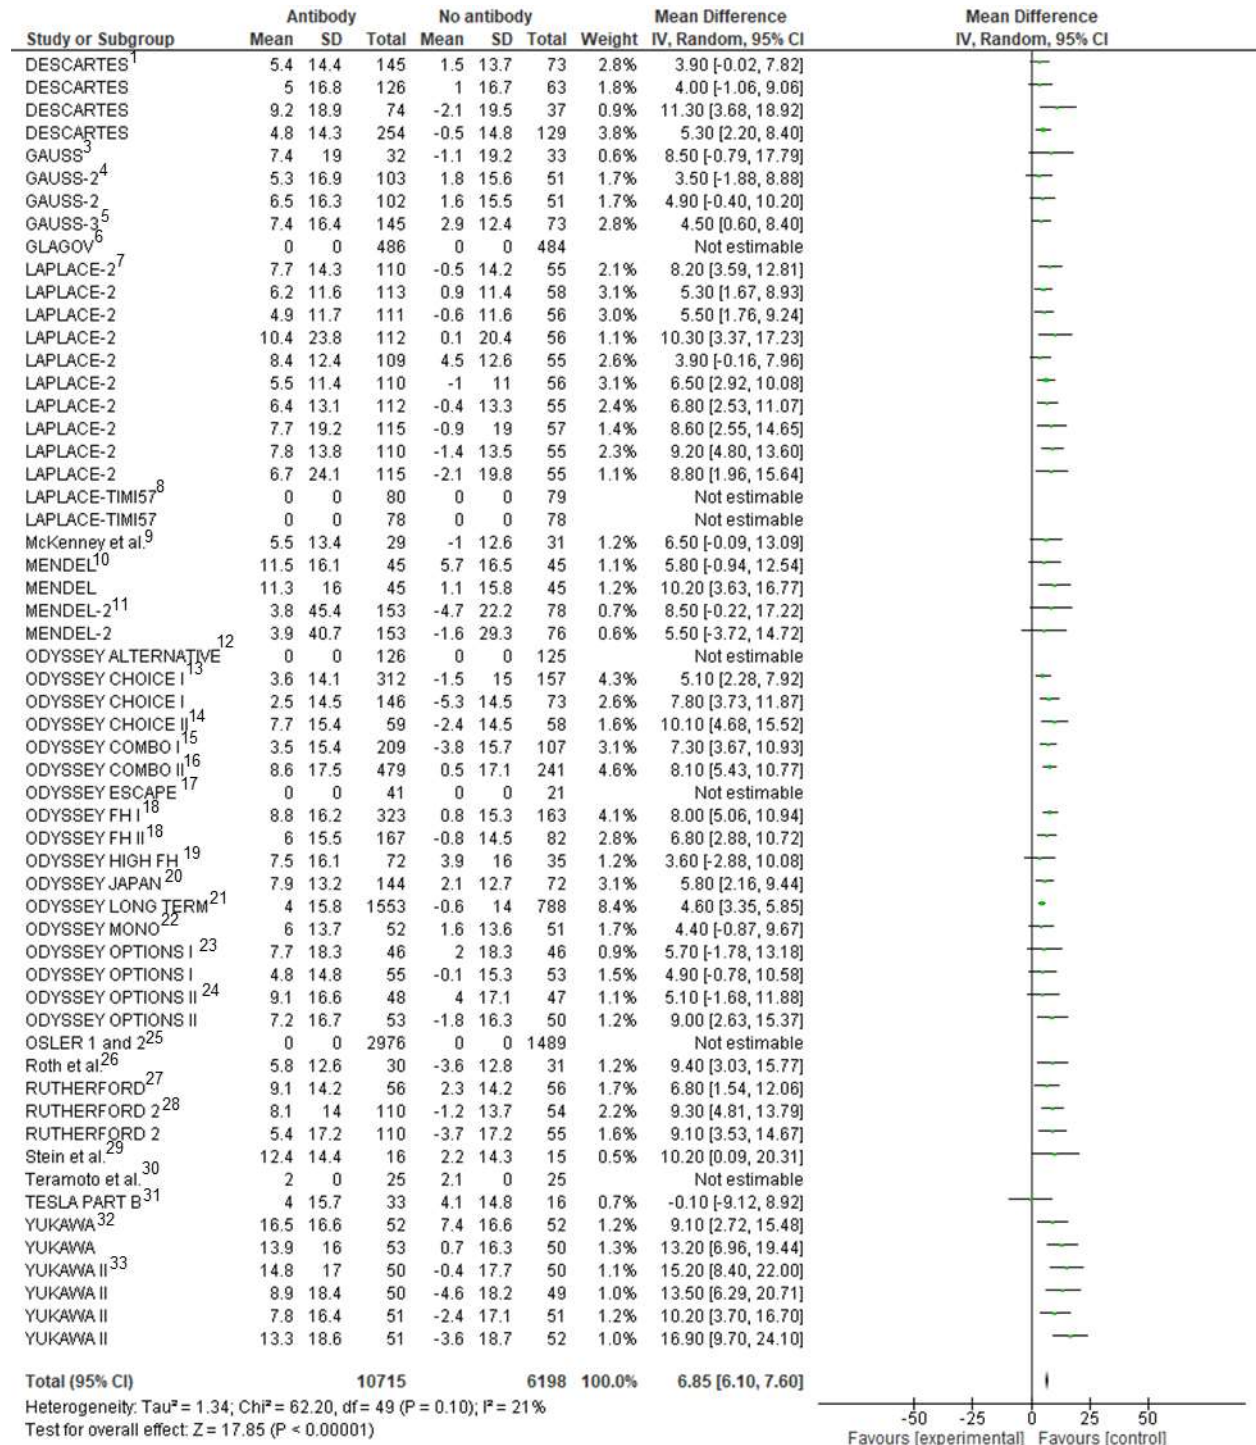 Antibody No antibody Mean Difference Mean Difference
Study or Subgroup Mean SD Total Mean SD Total Weight IV, Random, 95% CI IV, Random, 95% CI
DESCARTES1 5.4 14.4 145 1.5 13.7 73 2.8% 3.90 [-0.02, 7.82]
DESCARTES 5 16.8 126 1 16.7 63 1.8% 4.00 [-1.06, 9.06]
DESCARTES 9.2 18.9 74 -2.1 19.5 37 0.9% 11.30 [3.68, 18.92]
DESCARTES 4.8 14.3 254 -0.5 14.8 129 3.8% 5.30 [2.20, 8.40]
GAUSS3 7.4 19 32 -1.1 19.2 33 0.6% 8.50 [-0.79, 17.79]
GAUSS-24 5.3 16.9 103 1.8 15.6 51 1.7% 3.50 [-1.88, 8.88]
GAUSS-2 6.5 16.3 102 1.6 15.5 51 1.7% 4.90 [-0.40, 10.20]
GAUSS-35 7.4 16.4 145 2.9 12.4 73 2.8% 4.50 [0.60, 8.40]
GLAGOV6 0 0 486 0 0 484 Not estimable
LAPLACE-27 7.7 14.3 110 -0.5 14.2 55 2.1% 8.20 [3.59, 12.81]
LAPLACE-2 6.2 11.6 113 0.9 11.4 58 3.1% 5.30 [1.67, 8.93]
LAPLACE-2 4.9 11.7 111 -0.6 11.6 56 3.0% 5.50 [1.76, 9.24]
LAPLACE-2 10.4 23.8 112 0.1 20.4 56 1.1% 10.30 [3.37, 17.23]
LAPLACE-2 8.4 12.4 109 4.5 12.6 55 2.6% 3.90 [-0.16, 7.96]
LAPLACE-2 5.5 11.4 110 -1 11 56 3.1% 6.50 [2.92, 10.08]
LAPLACE-2 6.4 13.1 112 -0.4 13.3 55 2.4% 6.80 [2.53, 11.07]
LAPLACE-2 7.7 19.2 115 -0.9 19 57 1.4% 8.60 [2.55, 14.65]
LAPLACE-2 7.8 13.8 110 -1.4 13.5 55 2.3% 9.20 [4.80, 13.60]
LAPLACE-2 6.7 24.1 115 -2.1 19.8 55 1.1% 8.80 [1.96, 15.64]
LAPLACE-TIMI578 0 0 80 0 0 79 Not estimable
LAPLACE-TIMI57 0 0 78 0 0 78 Not estimable
McKenney et al.9 5.5 13.4 29 -1 12.6 31 1.2% 6.50 [-0.09, 13.09]
MENDEL10 11.5 16.1 45 5.7 16.5 45 1.1% 5.80 [-0.94, 12.54]
MENDEL 11.3 16 45 1.1 15.8 45 1.2% 10.20 [3.63, 16.77]
MENDEL-211 3.8 45.4 153 -4.7 22.2 78 0.7% 8.50 [-0.22, 17.22]
MENDEL-2 3.9 40.7 153 -1.6 29.3 76 0.6% 5.50 [-3.72, 14.72]
ODYSSEY ALTERNATIVE12 0 0 126 0 0 125 Not estimable
ODYSSEY CHOICE I13 3.6 14.1 312 -1.5 15 157 4.3% 5.10 [2.28, 7.92]
ODYSSEY CHOICE I 2.5 14.5 146 -5.3 14.5 73 2.6% 7.80 [3.73, 11.87]
ODYSSEY CHOICE II14 7.7 15.4 59 -2.4 14.5 58 1.6% 10.10 [4.68, 15.52]
ODYSSEY COMBO I15 3.5 15.4 209 -3.8 15.7 107 3.1% 7.30 [3.67, 10.93]
ODYSSEY COMBO II16 8.6 17.5 479 0.5 17.1 241 4.6% 8.10 [5.43, 10.77]
ODYSSEY ESCAPE 17 0 0 41 0 0 21 Not estimable
ODYSSEY FH I18 8.8 16.2 323 0.8 15.3 163 4.1% 8.00 [5.06, 10.94]
ODYSSEY FH II18 6 15.5 167 -0.8 14.5 82 2.8% 6.80 [2.88, 10.72]
ODYSSEY HIGH FH 19 7.5 16.1 72 3.9 16 35 1.2% 3.60 [-2.88, 10.08]
ODYSSEY JAPAN 20 7.9 13.2 144 2.1 12.7 72 3.1% 5.80 [2.16, 9.44]
ODYSSEY LONG TERM21 4 15.8 1553 -0.6 14 788 8.4% 4.60 [3.35, 5.85]
ODYSSEY MONO22 6 13.7 52 1.6 13.6 51 1.7% 4.40 [-0.87, 9.67]
ODYSSEY OPTIONS I 23 7.7 18.3 46 2 18.3 46 0.9% 5.70 [-1.78, 13.18]
ODYSSEY OPTIONS I 4.8 14.8 55 -0.1 15.3 53 1.5% 4.90 [-0.78, 10.58]
ODYSSEY OPTIONS II 24 9.1 16.6 48 4 17.1 47 1.1% 5.10 [-1.68, 11.88]
ODYSSEY OPTIONS II 7.2 16.7 53 -1.8 16.3 50 1.2% 9.00 [2.63, 15.37]
OSLER 1 and 225 0 0 2976 0 0 1489 Not estimable
Roth et al.26 5.8 12.6 30 -3.6 12.8 31 1.2% 9.40 [3.03, 15.77]
RUTHERFORD27 9.1 14.2 56 2.3 14.2 56 1.7% 6.80 [1.54, 12.06]
RUTHERFORD 228 8.1 14 110 -1.2 13.7 54 2.2% 9.30 [4.81, 13.79]
RUTHERFORD 2 5.4 17.2 110 -3.7 17.2 55 1.6% 9.10 [3.53, 14.67]
Stein et al.29 12.4 14.4 16 2.2 14.3 15 0.5% 10.20 [0.09, 20.31]
Teramoto et al.30 2 0 25 2.1 0 25 Not estimable
TESLA PART B31 4 15.7 33 4.1 14.8 16 0.7% -0.10 [-9.12, 8.92]
YUKAWA32 16.5 16.6 52 7.4 16.6 52 1.2% 9.10 [2.72, 15.48]
YUKAWA 13.9 16 53 0.7 16.3 50 1.3% 13.20 [6.96, 19.44]
YUKAWA II33 14.8 17 50 -0.4 17.7 50 1.1% 15.20 [8.40, 22.00]
YUKAWA II 8.9 18.4 50 -4.6 18.2 49 1.0% 13.50 [6.29, 20.71]
YUKAWA II 7.8 16.4 51 -2.4 17.1 51 1.2% 10.20 [3.70, 16.70]
YUKAWA II 13.3 18.6 51 -3.6 18.7 52 1.0% 16.90 [9.70, 24.10]
Total (95% CI) 10715 6198 100.0% 6.85 [6.10, 7.60]
Heterogeneity: Tau² = 1.34; Chi² = 62.20, df = 49 (P = 0.10); I² = 21%
Test for overall effect: Z = 17.85 (P < 0.00001)
-50 -25 0 25 50
Favours [experimental] Favours [control]